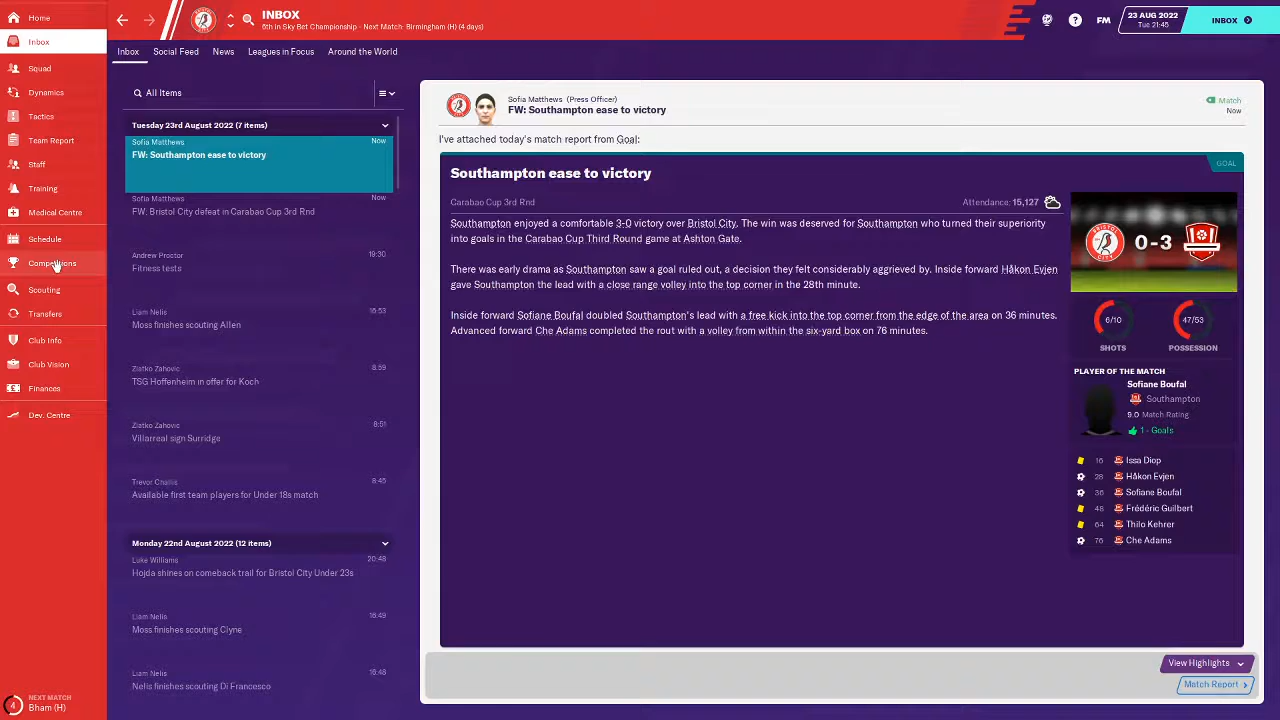 Home
Inbox
Squad
Dynamics
Tactics
Team Report
Staff
Training
Medical Centre
Schedule
Competitions
Scouting
Transfers
Club Info
Club Vision
Finances
Dev. Centre
4
NEXT MATCH
Bham (H)
INBOX
6th in Sky Bet Championship - Next Match: Birmingham (H) (4 days)
FM
23 AUG 2022
Tue 21:45
INBOX
Inbox
Social Feed
News
Leagues in Focus
Around the World
All Items
Tuesday 23rd August 2022 (7 items)
Sofia Matthews
Now
FW: Southampton ease to victory
Sofia Matthews
Now
FW: Bristol City defeat in Carabao Cup 3rd Rnd
Andrew Proctor
19:30
Fitness tests
Liam Nelis
16:53
Moss finishes scouting Allen
Zlatko Zahovic
8:59
TSG Hoffenheim in offer for Koch
Zlatko Zahovic
8:51
Villarreal sign Surridge
Trevor Challis
8:45
Available first team players for Under 18s match
Monday 22nd August 2022 (12 items)
Luke Williams
20:48
Hojda shines on comeback trail for Bristol City Under 23s
Liam Nelis
16:49
Moss finishes scouting Clyne
Liam Nelis
16:48
Nelis finishes scouting Di Francesco
Sofia Matthews (Press Officer)
FW: Southampton ease to victory
Match
Now
I've attached today's match report from Goal:
GOAL
Southampton ease to victory
Carabao Cup 3rd Rnd
Attendance: 15,127
Southampton enjoyed a comfortable 3-0 victory over Bristol City. The win was deserved for Southampton who turned their superiority
into goals in the Carabao Cup Third Round game at Ashton Gate.
There was early drama as Southampton saw a goal ruled out, a decision they felt considerably aggrieved by. Inside forward Håkon Evjen
gave Southampton the lead with a close range volley into the top corner in the 28th minute.
Inside forward Sofiane Boufal doubled Southampton's lead with a free kick into the top corner from the edge of the area on 36 minutes.
Advanced forward Che Adams completed the rout with a volley from within the six-yard box on 76 minutes.
0-3
6/10
SHOTS
47/53
POSSESSION
PLAYER OF THE MATCH
Sofiane Boufal
Southampton
9.0 Match Rating
1 - Goals
16 Issa Diop
28 Håkon Evjen
36 Sofiane Boufal
48 Frédéric Guilbert
64 Thilo Kehrer
76 Che Adams
View Highlights
Match Report